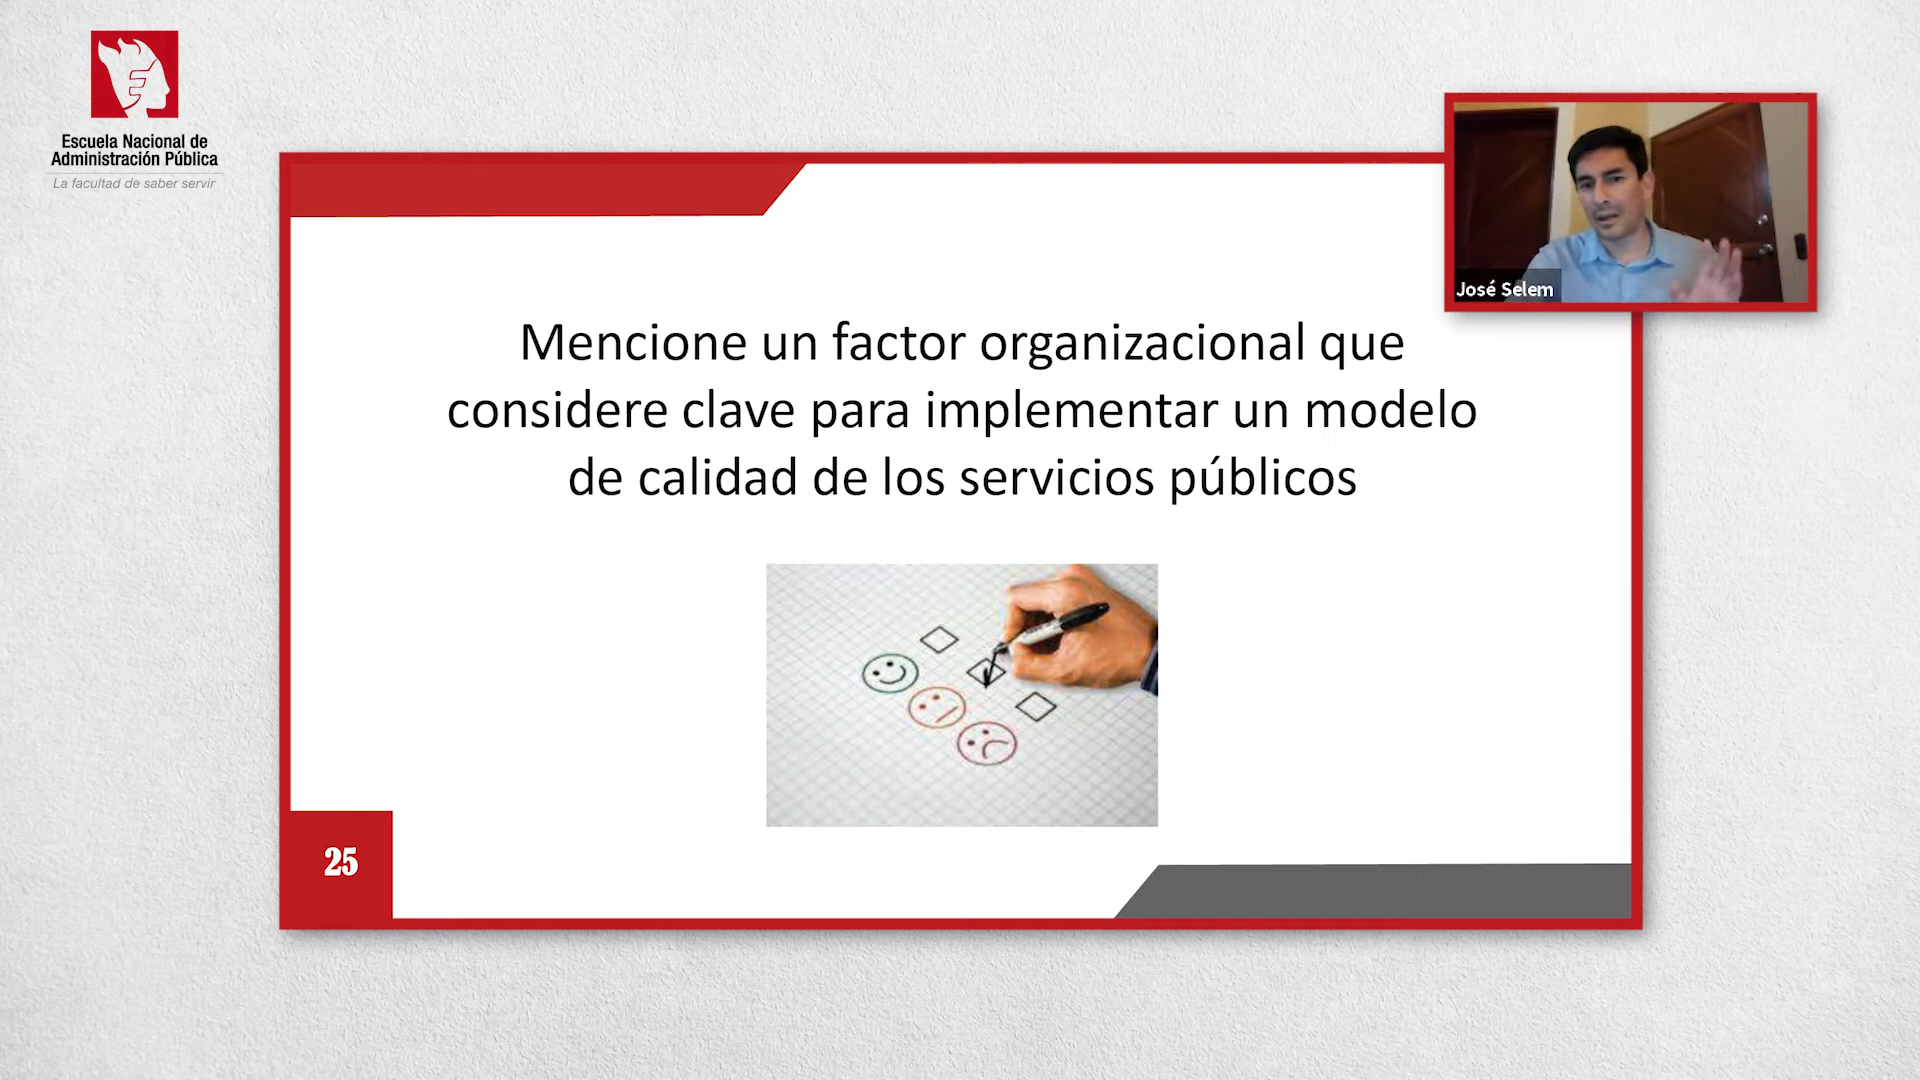 Escuela Nacional de
Administración Pública
La facultad de saber servir
José Selem
Mencione un factor organizacional que
considere clave para implementar un modelo
de calidad de los servicios públicos
25